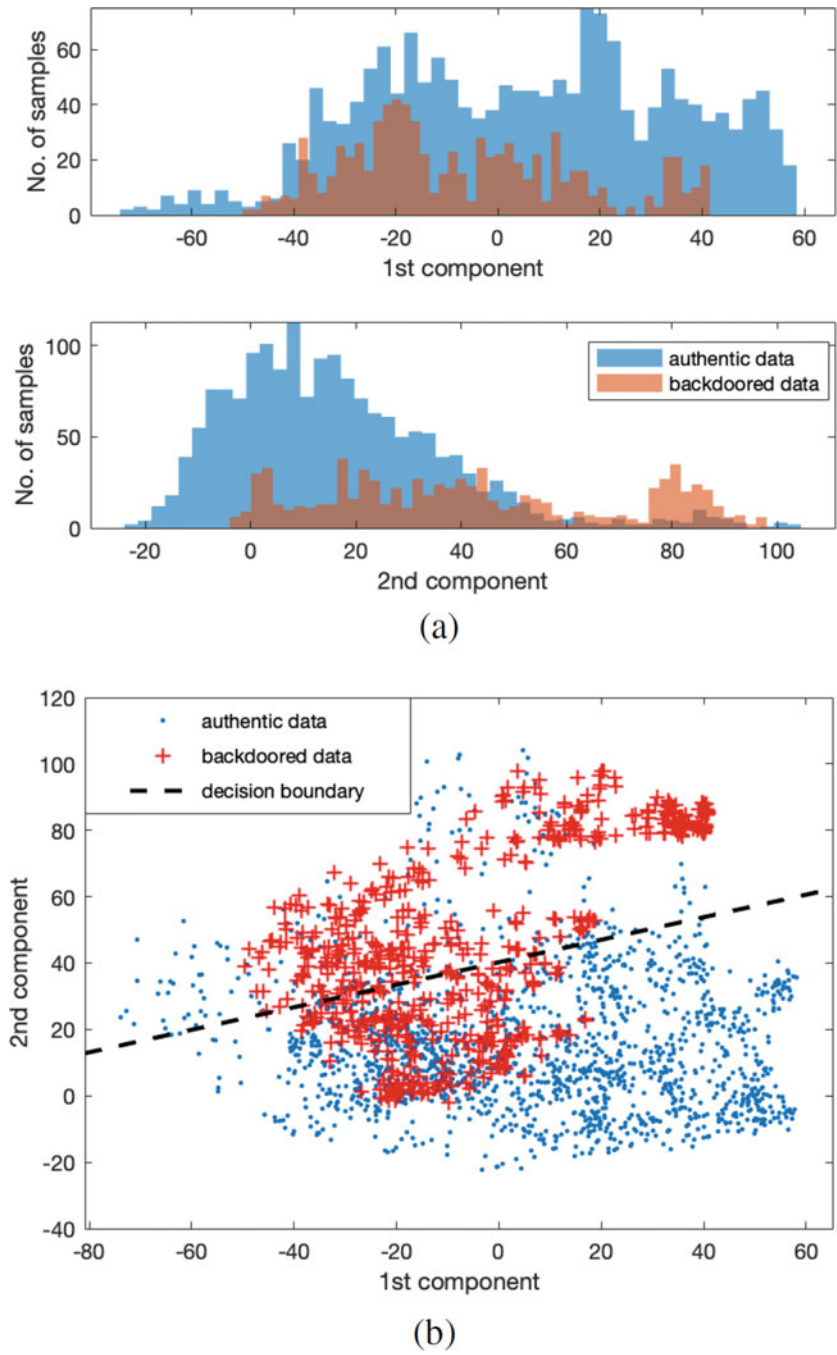 No. of samples
60
40
20
0
-60 -40 -20 0 20 40 60
1st component
No. of samples
100
50
0
authentic data
backdoored data
-20 0 20 40 60 80 100
2nd component
(a)
2nd component
120
100
80
60
40
20
0
-20
-40
authentic data
backdoored data
decision boundary
-80 -60 -40 -20 0 20 40 60
1st component
(b)